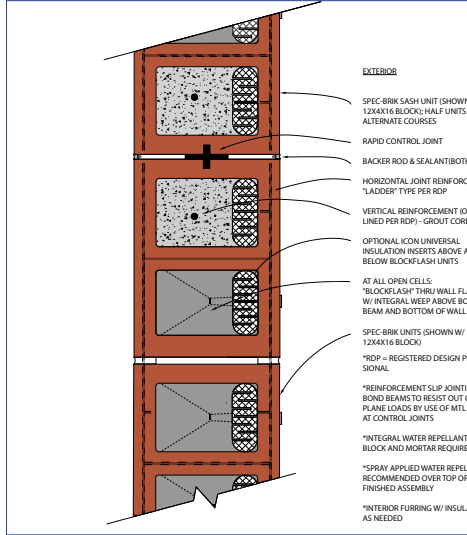 EXTERIOR
SPEC-BRIK SASH UNIT (SHOWN
12X4X16 BLOCK); HALF UNITS
ALTERNATE COURSES
RAPID CONTROL JOINT
BACKER ROD & SEALANT(BOTH
HORIZONTAL JOINT REINFORC
"LADDER" TYPE PER RDP
VERTICAL REINFORCEMENT (O
LINED PER RDP) - GROUT CORE
OPTIONAL ICON UNIVERSAL
INSULATION INSERTS ABOVE A
BELOW BLOCKFLASH UNITS
AT ALL OPEN CELLS:
"BLOCKFLASH" THRU WALL FLA
W/ INTEGRAL WEEP ABOVE BO
BEAM AND BOTTOM OF WALL
SPEC-BRIK UNITS (SHOWN W/
12X4X16 BLOCK)
*RDP = REGISTERED DESIGN P
SIONAL
*REINFORCEMENT SLIP JOINTI
BOND BEAMS TO RESIST OUT O
PLANE LOADS BY USE OF MTL
AT CONTROL JOINTS
*INTEGRAL WATER REPELLANT
BLOCK AND MORTAR REQUIRE
*SPRAY APPLIED WATER REPEL
RECOMMENDED OVER TOP OF
FINISHED ASSEMBLY
*INTERIOR FURRING W/ INSULA
AS NEEDED